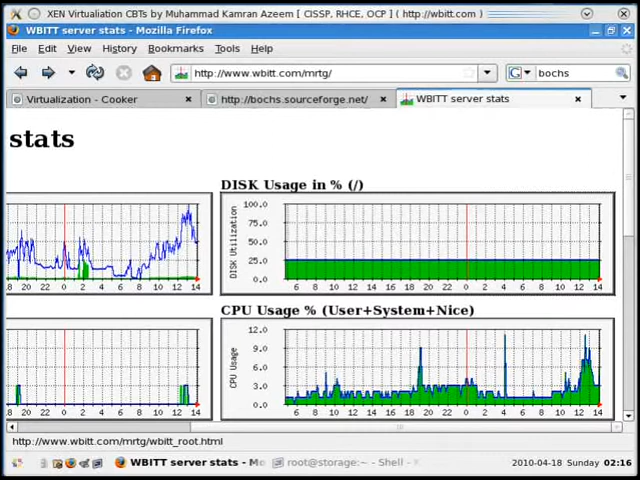 XEN Virtualiation CBTs by Muhammad Kamran Azeem [ CISSP, RHCE, OCP ] ( http://wbitt.com )
WBITT server stats - Mozilla Firefox
File Edit View History Bookmarks Tools Help
http://www.wbitt.com/mrtg/
G bochs
Virtualization - Cooker
http://bochs.sourceforge.net/
WBITT server stats
stats
DISK Usage in % (/)
DISK Utilization
100.0
75.0
50.0
25.0
0.0
22 0 2 4 6 8 10 12 14
6 8 10 12 14 16 18 20 22 0 2 4 6 8 10 12 14
CPU Usage % (User+System+Nice)
CPU Usage
12.0
9.0
6.0
3.0
0.0
22 0 2 4 6 8 10 12 14
6 8 10 12 14 16 18 20 22 0 2 4 6 8 10 12 14
http://www.wbitt.com/mrtg/wbitt_root.html
WBITT server stats - Mo
root@storage:~ - Shell -
2010-04-18 Sunday 02:16